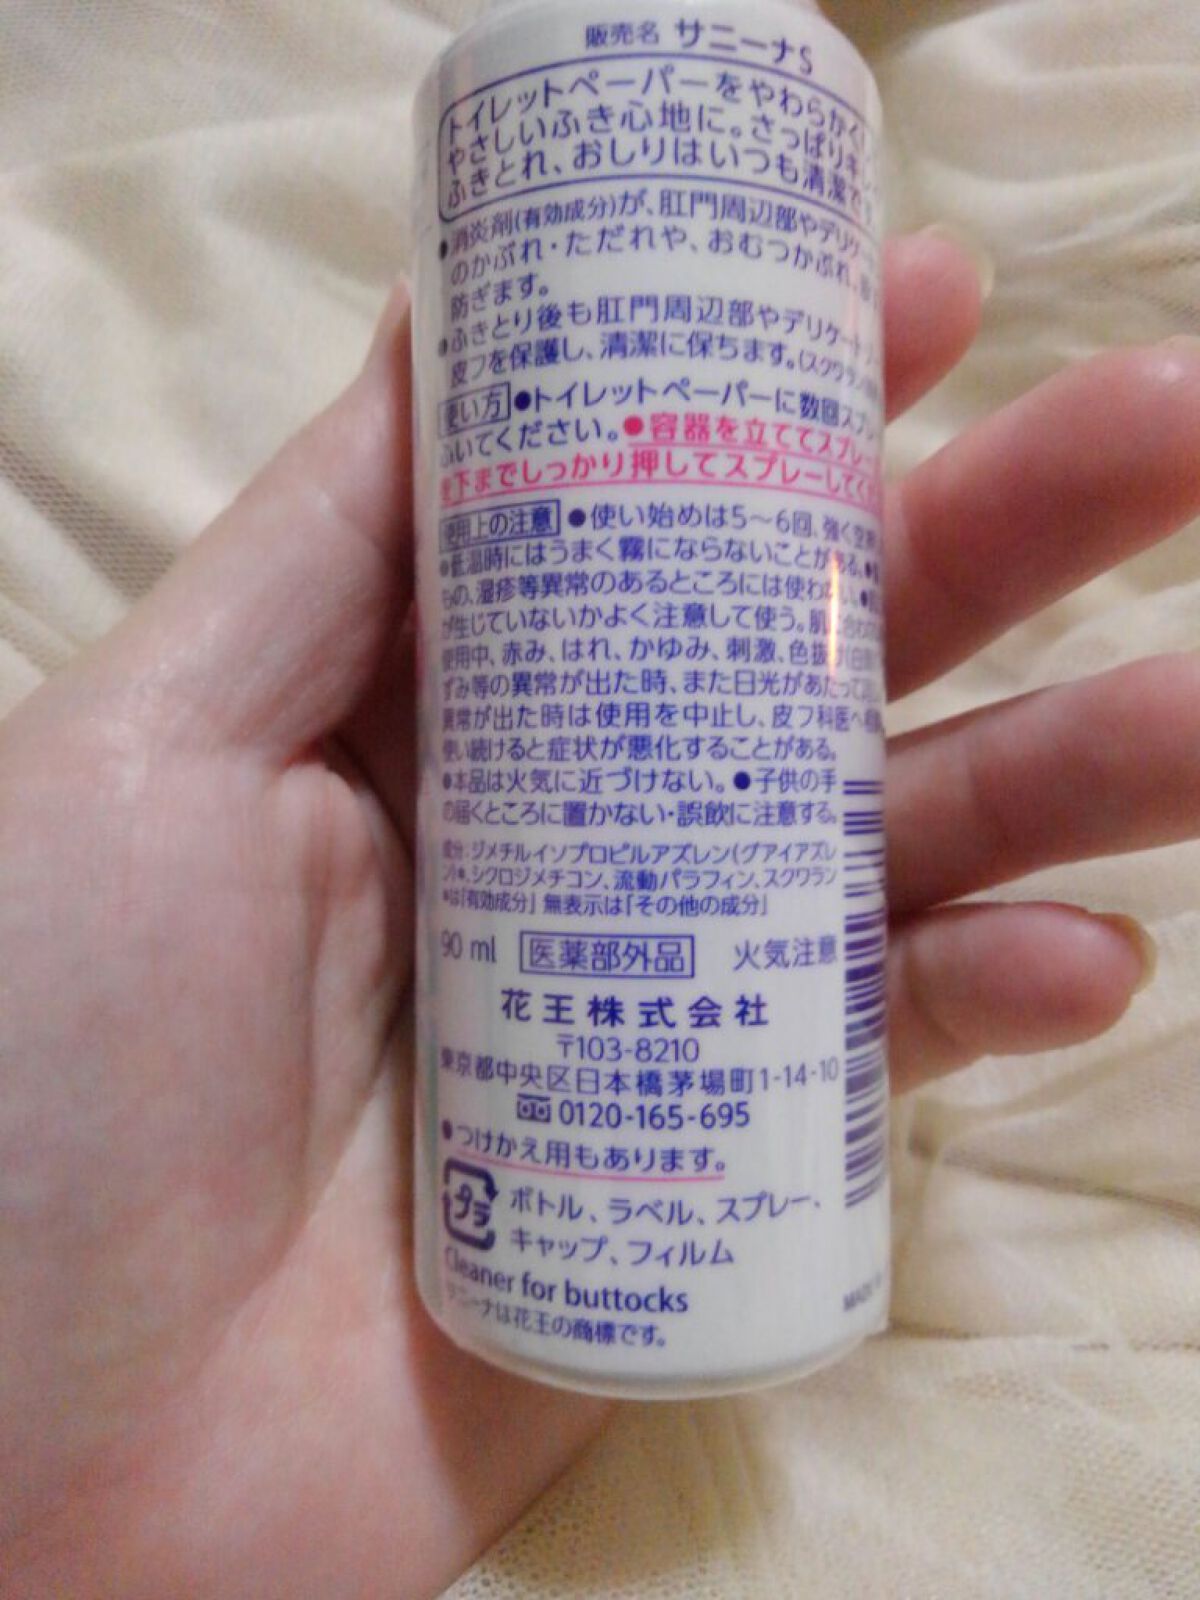 販売名 サニーナS
トイレットペーパーをやわらかく
やさしいふき心地に。さっぱりキレ
ふきとれ、おしりはいつも清潔で
●消炎剤(有効成分)が、肛門周辺部やデリケー
のかぶれ・ただれや、おむつかぶれ、
防ぎます。
●ふきとり後も肛門周辺部やデリケート
皮フを保護し、清潔に保ちます。(スクワラン
使い方 ●トイレットペーパーに数回スプレ
ふいてください。●容器を立ててスプレー
下までしっかり押してスプレーしてく
使用上の注意 ●使い始めは5〜6回、強く空押
●低温時にはうまく霧にならないことがある。
もの、湿疹等異常のあるところには使わない。
が生じていないかよく注意して使う。肌に合わ
使用中、赤み、はれ、かゆみ、刺激、色抜け(白斑
ずみ等の異常が出た時、また日光があたって
異常が出た時は使用を中止し、皮フ科医へ
使い続けると症状が悪化することがある。
●本品は火気に近づけない。●子供の手
の届くところに置かない・誤飲に注意する。
成分:ジメチルイソプロピルアズレン(グアイアズレ
ン)*、シクロジメチコン、流動パラフィン、スクワラン
*は「有効成分」 無表示は「その他の成分」
90 ml 医薬部外品 火気注意
花王株式会社
〒103-8210
東京都中央区日本橋茅場町1-14-10
0120-165-695
●つけかえ用もあります。
プラ ボトル、ラベル、スプレー、
キャップ、フィルム
Cleaner for buttocks
サニーナは花王の商標です。
MADE